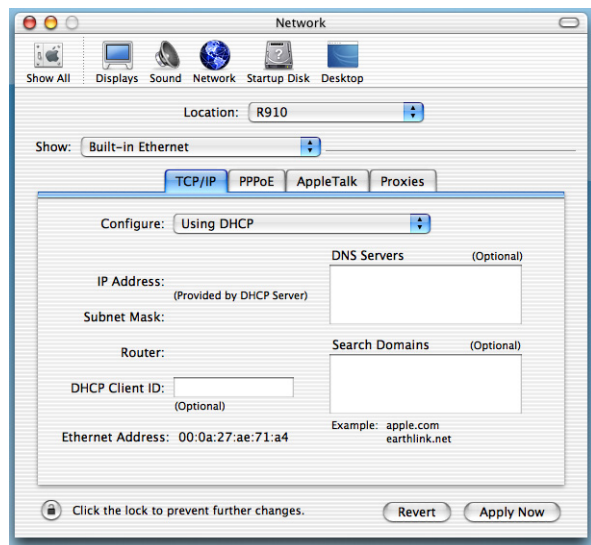 Network
Show All Displays Sound Network Startup Disk Desktop
Location: R910
Show: Built-in Ethernet
TCP/IP PPPoE AppleTalk Proxies
Configure: Using DHCP
DNS Servers (Optional)
IP Address:
(Provided by DHCP Server)
Subnet Mask:
Router:
Search Domains (Optional)
DHCP Client ID:
(Optional)
Example: apple.com
earthlink.net
Ethernet Address: 00:0a:27:ae:71:a4
Click the lock to prevent further changes.
Revert Apply Now